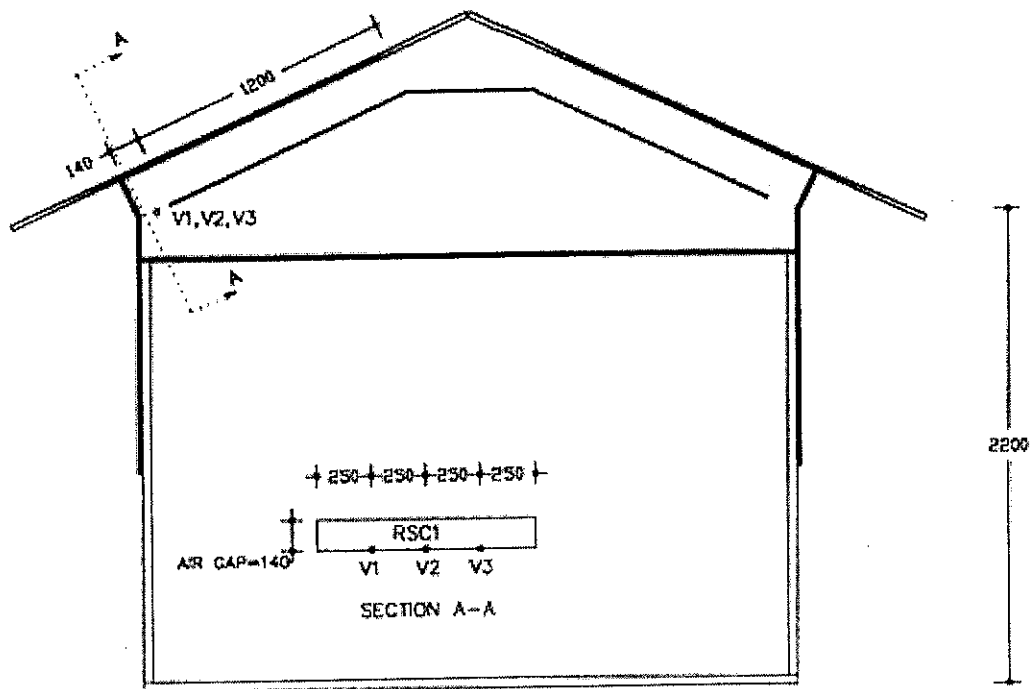 A
1200
140
V1,V2,V3
A
2200
250 250 250 250
RSC1
AIR GAP=140
V1 V2 V3
SECTION A-A